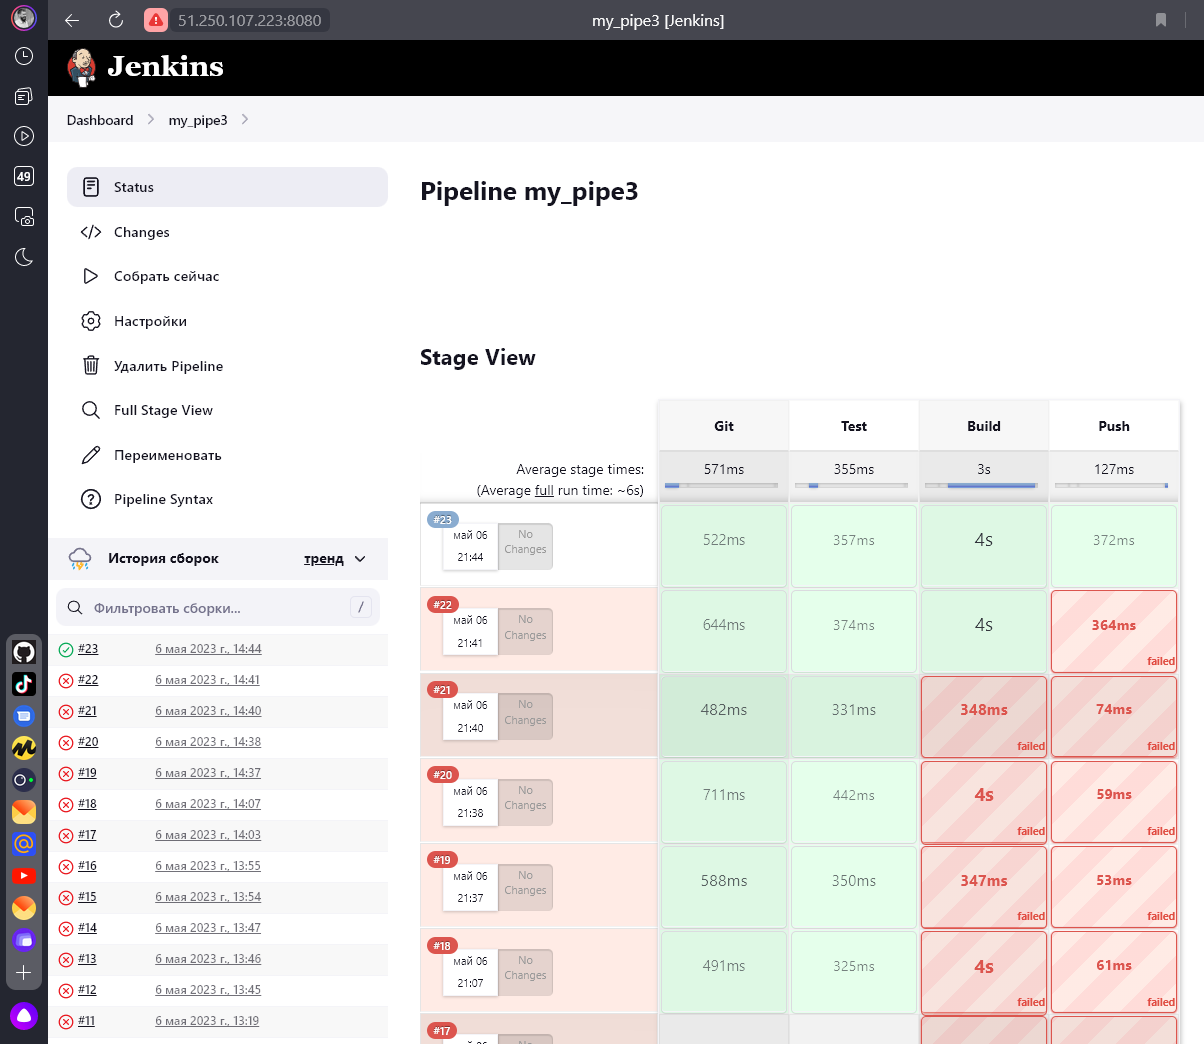 51.250.107.223:8080
my_pipe3 [Jenkins]
Jenkins
Dashboard
my_pipe3
49
Status
Changes
Собрать сейчас
Настройки
Удалить Pipeline
Full Stage View
Переименовать
Pipeline Syntax
История сборок
тренд
Фильтровать сборки...
/
#23 6 мая 2023 г., 14:44
#22 6 мая 2023 г., 14:41
#21 6 мая 2023 г., 14:40
#20 6 мая 2023 г., 14:38
#19 6 мая 2023 г., 14:37
#18 6 мая 2023 г., 14:07
#17 6 мая 2023 г., 14:03
#16 6 мая 2023 г., 13:55
#15 6 мая 2023 г., 13:54
#14 6 мая 2023 г., 13:47
#13 6 мая 2023 г., 13:46
#12 6 мая 2023 г., 13:45
#11 6 мая 2023 г., 13:19
Pipeline my_pipe3
Stage View
Git Test Build Push
Average stage times:
(Average full run time: ~6s)
571ms 355ms 3s 127ms
#23
май 06
21:44
No
Changes
522ms 357ms 4s 372ms
#22
май 06
21:41
No
Changes
644ms 374ms 4s 364ms
failed
#21
май 06
21:40
No
Changes
482ms 331ms 348ms 74ms
failed failed
#20
май 06
21:38
No
Changes
711ms 442ms 4s 59ms
failed failed
#19
май 06
21:37
No
Changes
588ms 350ms 347ms 53ms
failed failed
#18
май 06
21:07
No
Changes
491ms 325ms 4s 61ms
failed failed
#17
май 06
No